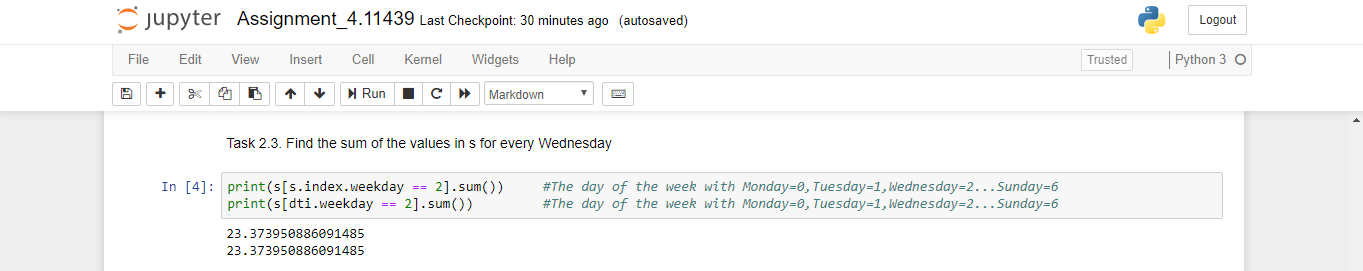 jupyter Assignment_4.11439 Last Checkpoint: 30 minutes ago (autosaved) Logout
File Edit View Insert Cell Kernel Widgets Help Trusted Python 3
Run Markdown
Task 2.3. Find the sum of the values in s for every Wednesday
In [4]: print(s[s.index.weekday == 2].sum()) #The day of the week with Monday=0,Tuesday=1,Wednesday=2...Sunday=6
print(s[dti.weekday == 2].sum()) #The day of the week with Monday=0,Tuesday=1,Wednesday=2...Sunday=6
23.373950886091485
23.373950886091485